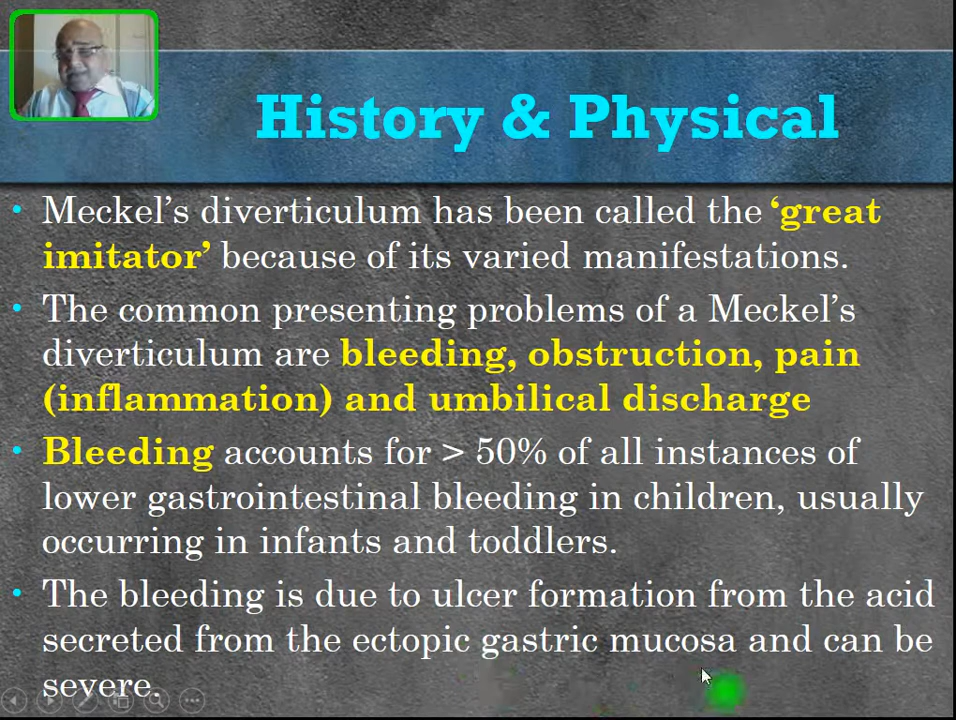 History & Physical
• Meckel's diverticulum has been called the ‘great
imitator’ because of its varied manifestations.
• The common presenting problems of a Meckel’s
diverticulum are bleeding, obstruction, pain
(inflammation) and umbilical discharge
• Bleeding accounts for > 50% of all instances of
lower gastrointestinal bleeding in children, usually
occurring in infants and toddlers.
• The bleeding is due to ulcer formation from the acid
secreted from the ectopic gastric mucosa and can be
severe.